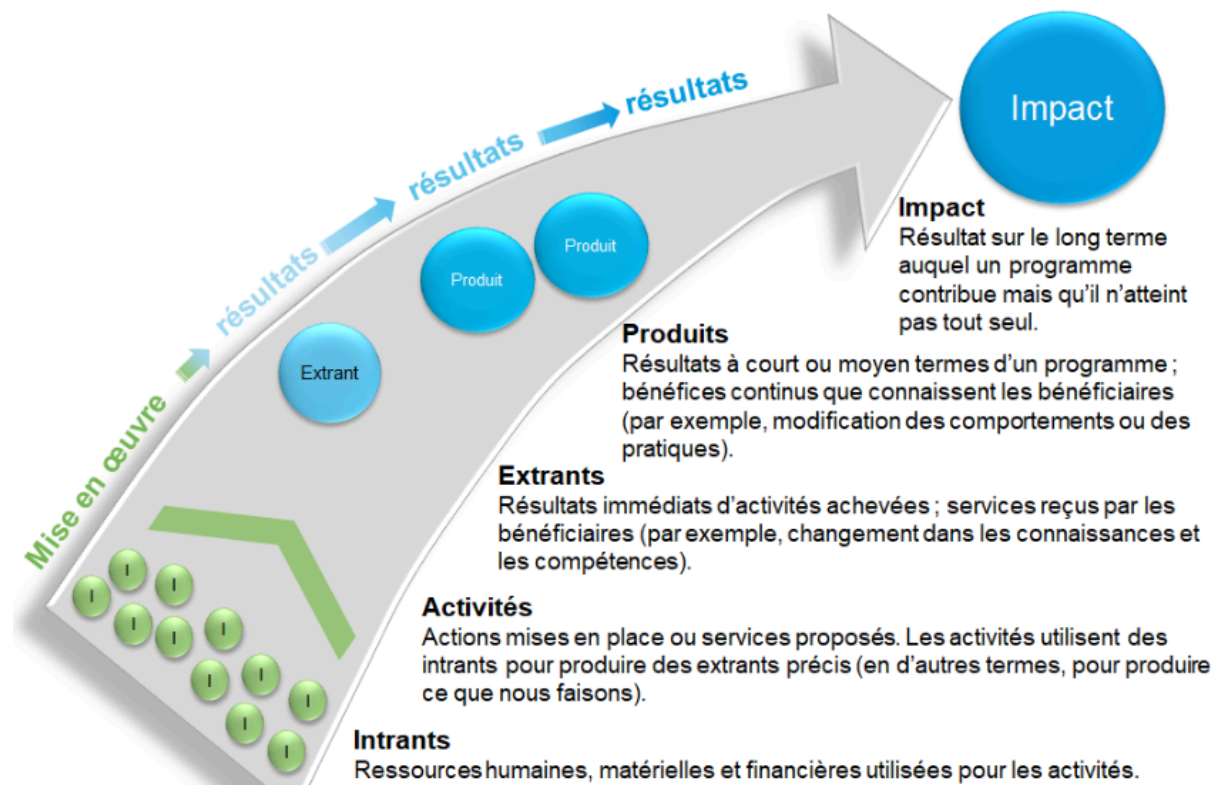 Impact
résultats
résultats
résultats
Mise en œuvre
Produit
Produit
Extrant
I
I
I
I
I
I
I
I
I
I
I
Impact
Résultat sur le long terme
auquel un programme
contribue mais qu'il n'atteint
pas tout seul.
Produits
Résultats à court ou moyen termes d'un programme ;
bénéfices continus que connaissent les bénéficiaires
(par exemple, modification des comportements ou des
pratiques).
Extrants
Résultats immédiats d'activités achevées ; services reçus par les
bénéficiaires (par exemple, changement dans les connaissances et
les compétences).
Activités
Actions mises en place ou services proposés. Les activités utilisent des
intrants pour produire des extrants précis (en d'autres termes, pour produire
ce que nous faisons).
Intrants
Ressources humaines, matérielles et financières utilisées pour les activités.